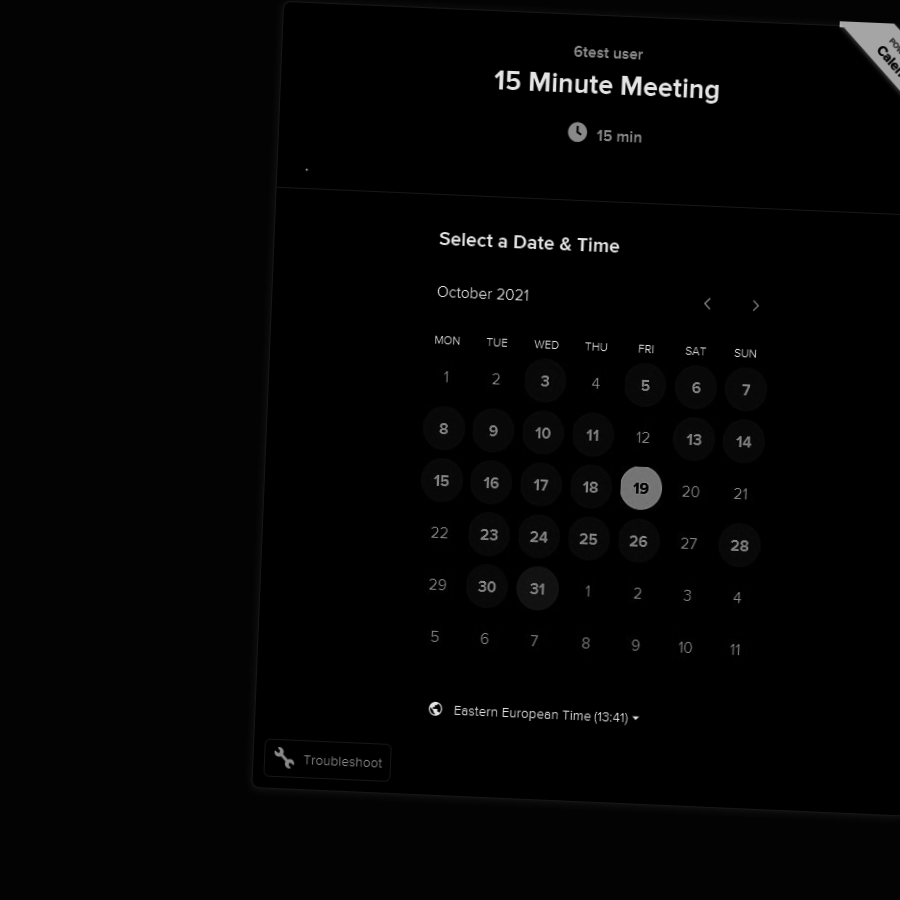 6test user
15 Minute Meeting
15 min
Select a Date & Time
October 2021
MON TUE WED THU FRI SAT SUN
1 2 3 4 5 6 7
8 9 10 11 12 13 14
15 16 17 18 19 20 21
22 23 24 25 26 27 28
29 30 31 1 2 3 4
5 6 7 8 9 10 11
Eastern European Time (13:41)
Troubleshoot